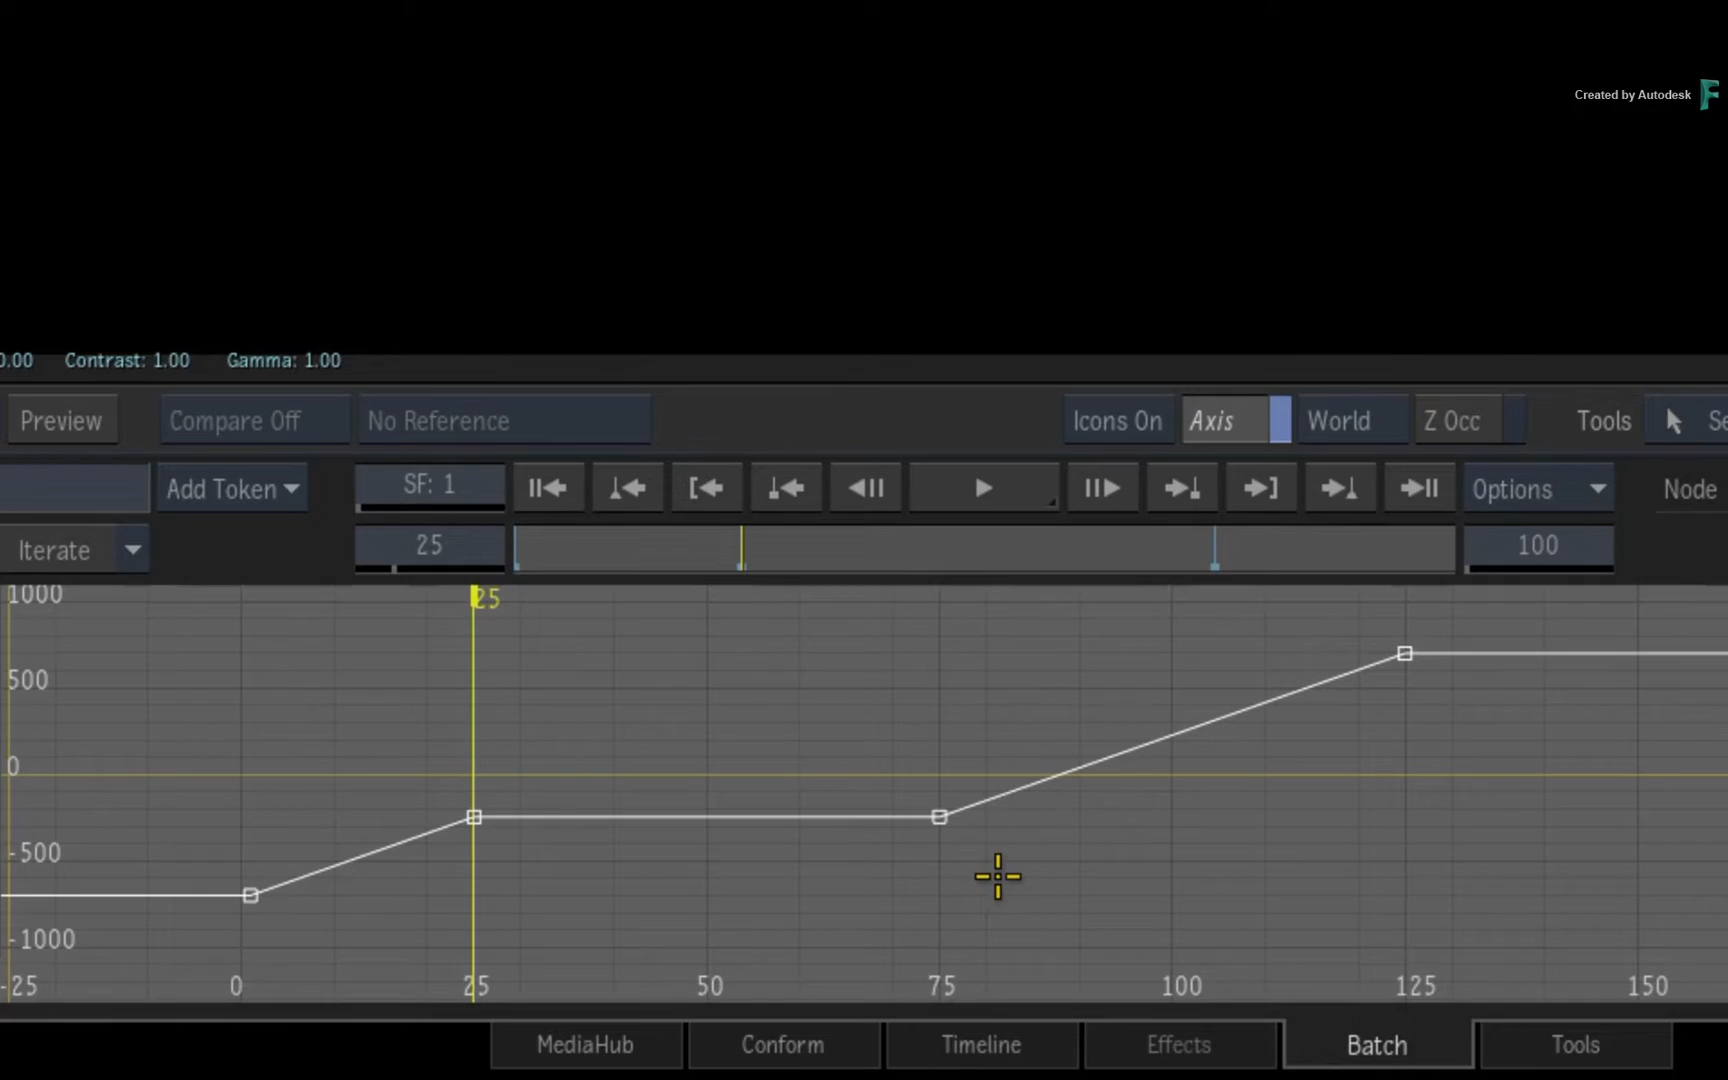 Created by Autodesk
0.00 Contrast: 1.00 Gamma: 1.00
Preview Compare Off No Reference Icons On Axis World Z Occ Tools Se
Add Token SF: 1 Options Node
Iterate 25 100
1000
25
500
0
-500
-1000
-25 0 25 50 75 100 125 150
MediaHub Conform Timeline Effects Batch Tools